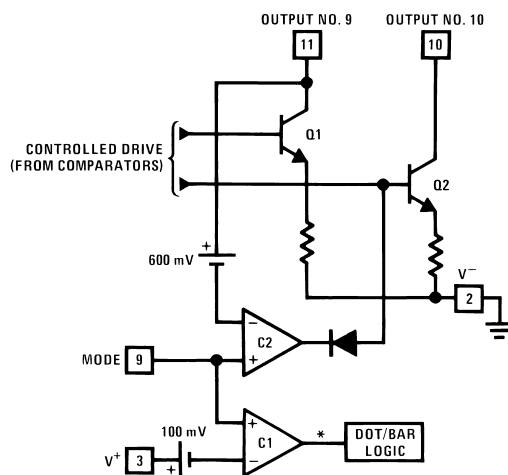 OUTPUT NO. 9
OUTPUT NO. 10
11
10
CONTROLLED DRIVE
(FROM COMPARATORS)
Q1
Q2
+
600 mV
V−
2
−
C2
+
MODE
9
100 mV
+
C1
−
*
DOT/BAR
LOGIC
V+
3
+